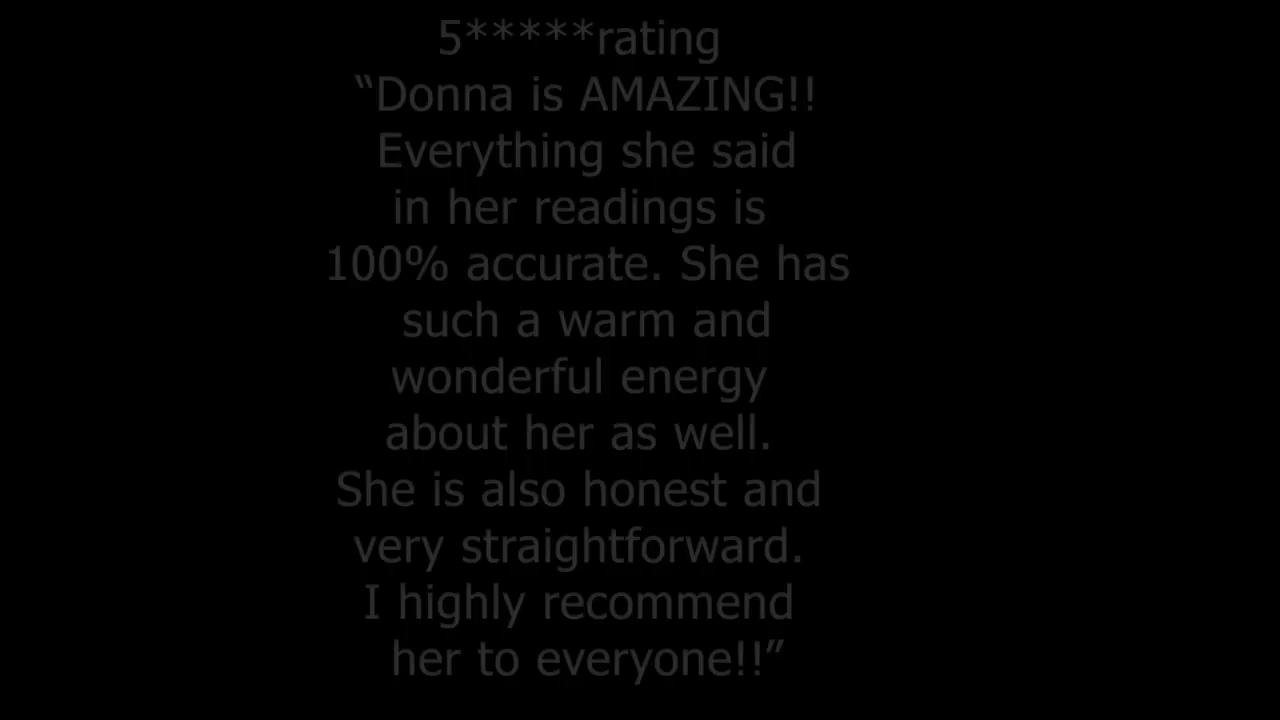 5*****rating
“Donna is AMAZING!!
Everything she said
in her readings is
100% accurate. She has
such a warm and
wonderful energy
about her as well.
She is also honest and
very straightforward.
I highly recommend
her to everyone!!”